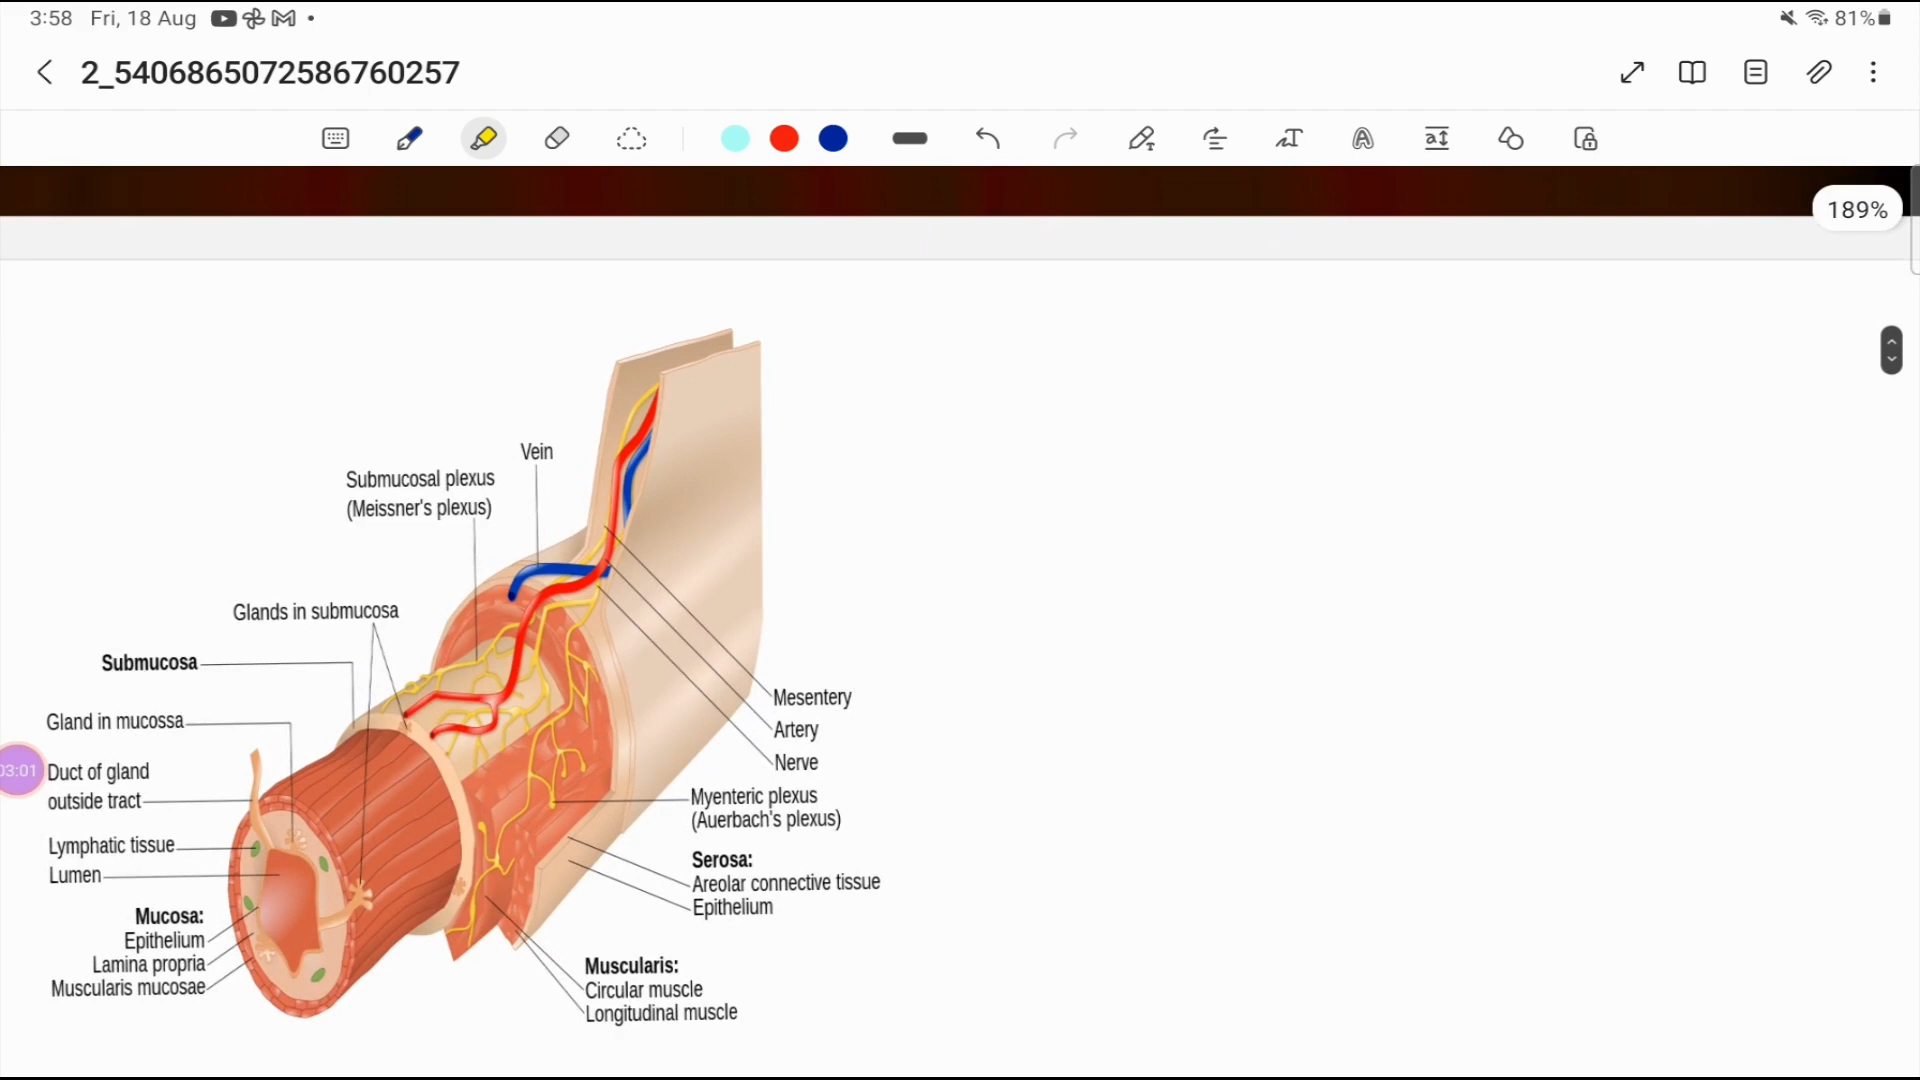 3:58 Fri, 18 Aug
81%
2_5406865072586760257
189%
Vein
Submucosal plexus
(Meissner's plexus)
Glands in submucosa
Submucosa
Gland in mucossa
03:01
Duct of gland
outside tract
Lymphatic tissue
Lumen
Mucosa:
Epithelium
Lamina propria
Muscularis mucosae
Mesentery
Artery
Nerve
Myenteric plexus
(Auerbach's plexus)
Serosa:
Areolar connective tissue
Epithelium
Muscularis:
Circular muscle
Longitudinal muscle